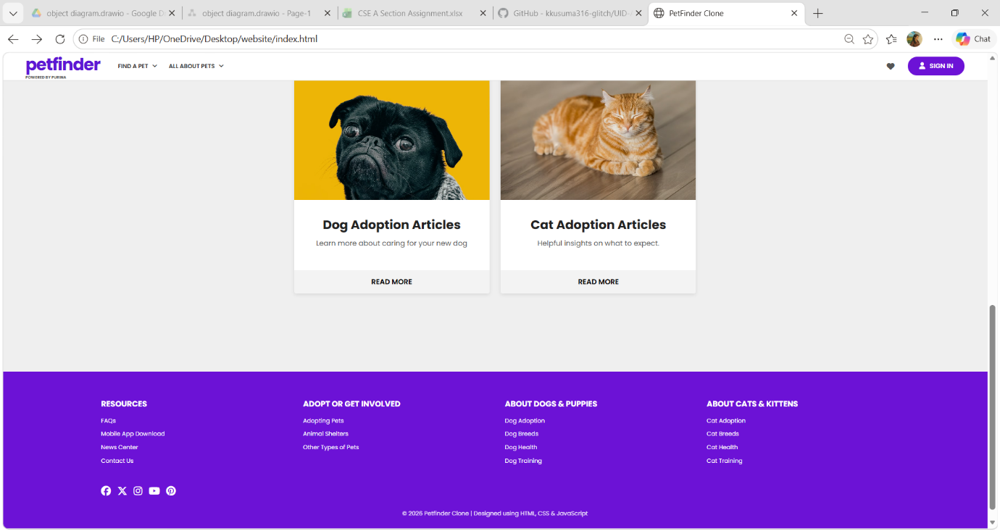 object diagram.drawio - Google D
object diagram.drawio - Page-1
CSE A Section Assignment.xlsx
GitHub - kkusuma316-glitch/UID-
PetFinder Clone
File C:/Users/HP/OneDrive/Desktop/website/index.html
Chat
petfinder
POWERED BY PURINA
FIND A PET
ALL ABOUT PETS
SIGN IN
Dog Adoption Articles
Learn more about caring for your new dog
READ MORE
Cat Adoption Articles
Helpful insights on what to expect.
READ MORE
RESOURCES
FAQs
Mobile App Download
News Center
Contact Us
ADOPT OR GET INVOLVED
Adopting Pets
Animal Shelters
Other Types of Pets
ABOUT DOGS & PUPPIES
Dog Adoption
Dog Breeds
Dog Health
Dog Training
ABOUT CATS & KITTENS
Cat Adoption
Cat Breeds
Cat Health
Cat Training
© 2026 Petfinder Clone | Designed using HTML, CSS & JavaScript